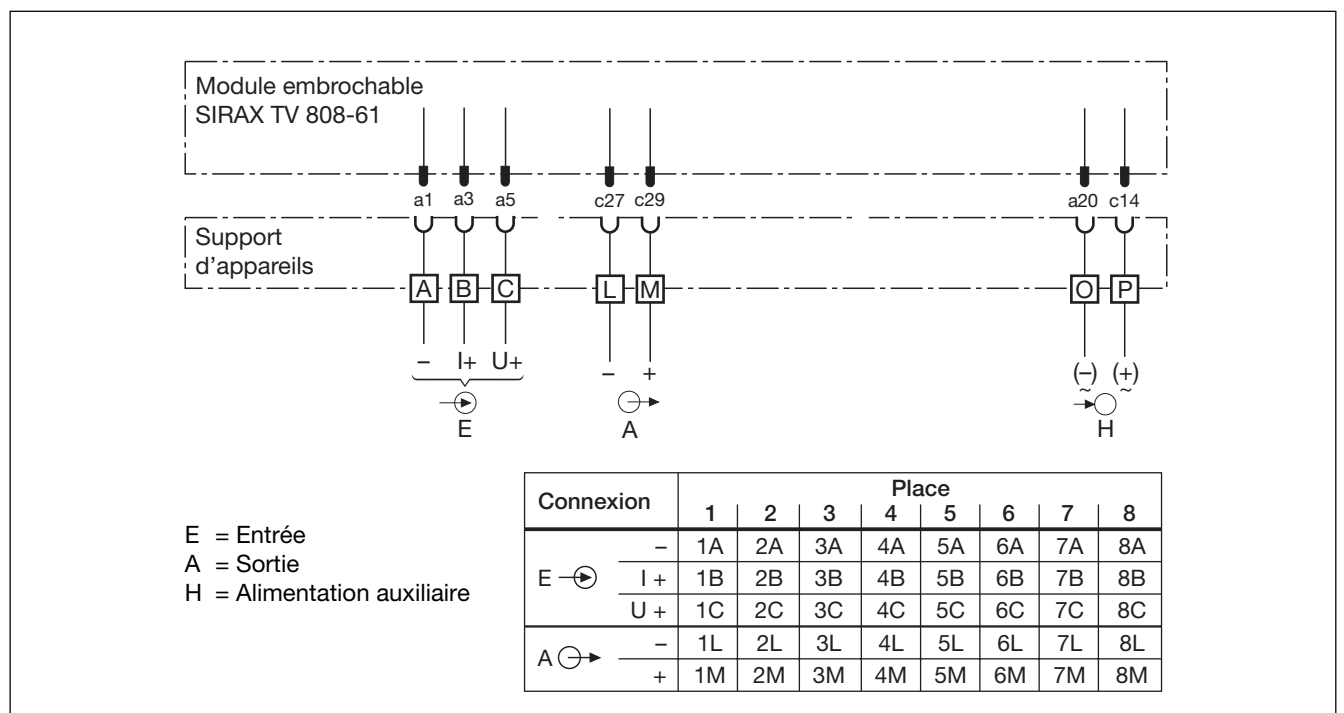 Module embrochable
SIRAX TV 808-61
a1 a3 a5 c27 c29 a20 c14
Support
d'appareils
A B C L M O P
– I+ U+ – + (–) (+)
~ ~
E A H
E = Entrée
A = Sortie
H = Alimentation auxiliaire
Connexion Place
1 2 3 4 5 6 7 8
– 1A 2A 3A 4A 5A 6A 7A 8A
E I + 1B 2B 3B 4B 5B 6B 7B 8B
U + 1C 2C 3C 4C 5C 6C 7C 8C
A – 1L 2L 3L 4L 5L 6L 7L 8L
+ 1M 2M 3M 4M 5M 6M 7M 8M